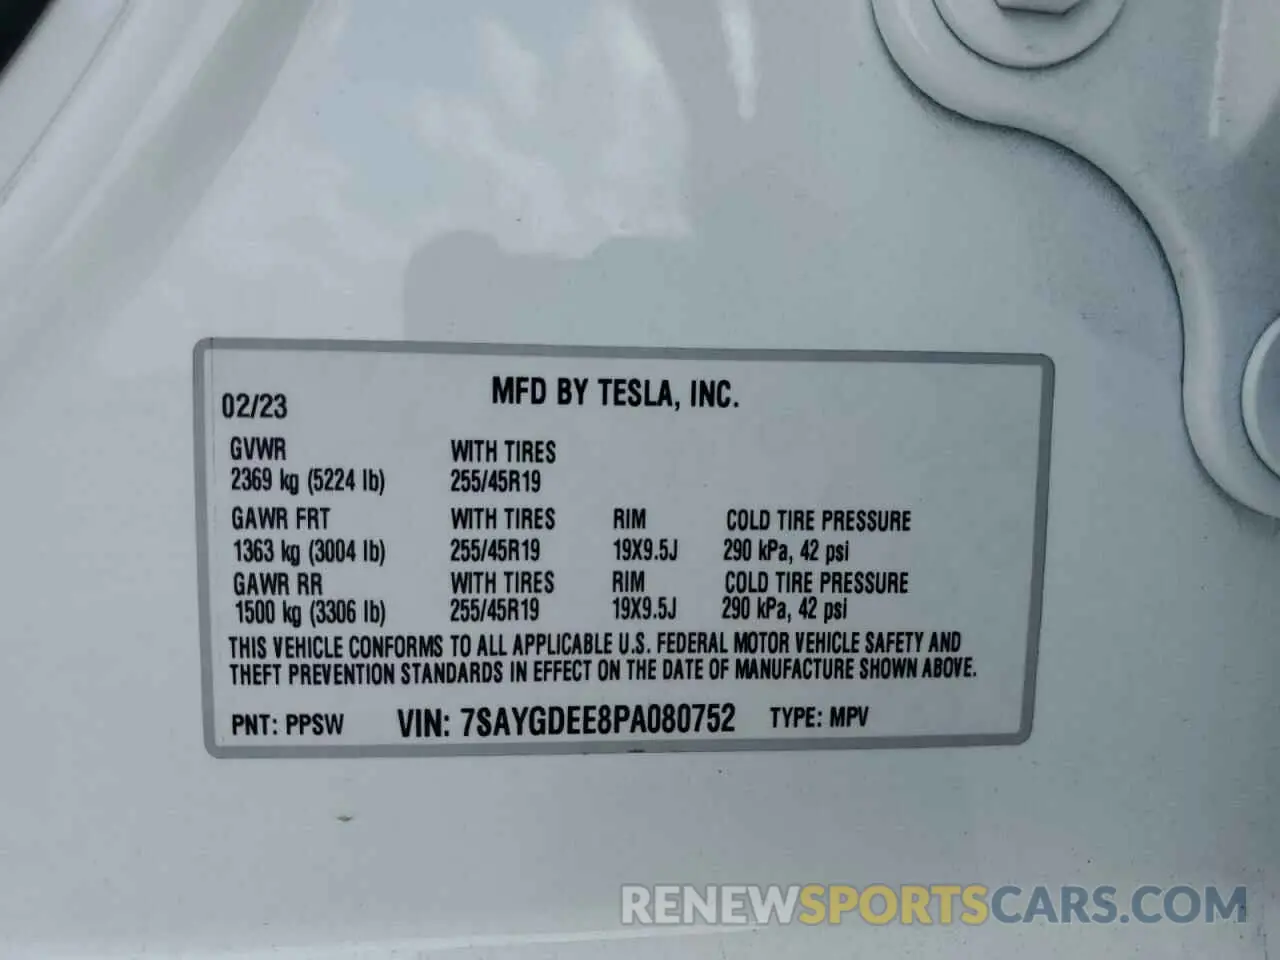 02/23 MFD BY TESLA, INC.
GVWR WITH TIRES
2369 kg (5224 lb) 255/45R19
GAWR FRT WITH TIRES RIM COLD TIRE PRESSURE
1363 kg (3004 lb) 255/45R19 19X9.5J 290 kPa, 42 psi
GAWR RR WITH TIRES RIM COLD TIRE PRESSURE
1500 kg (3306 lb) 255/45R19 19X9.5J 290 kPa, 42 psi
THIS VEHICLE CONFORMS TO ALL APPLICABLE U.S. FEDERAL MOTOR VEHICLE SAFETY AND
THEFT PREVENTION STANDARDS IN EFFECT ON THE DATE OF MANUFACTURE SHOWN ABOVE.
PNT: PPSW VIN: 7SAYGDEE8PA080752 TYPE: MPV
RENEWSPORTSCARS.COM